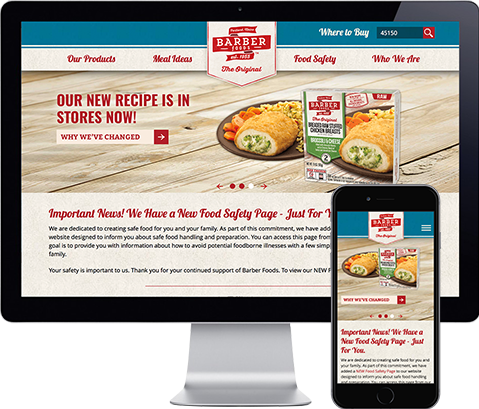 Barber Foods
BARBER
FOODS
EST. 1955
The Original
Where to Buy
45150
Our Products
Meal Ideas
Food Safety
Who We Are
OUR NEW RECIPE IS IN
STORES NOW!
WHY WE'VE CHANGED
BARBER
FOODS
The Original
RAW
BREADED RAW STUFFED
CHICKEN BREASTS
BROCCOLI & CHEESE
2
Important News! We Have a New Food Safety Page - Just For Y
We are dedicated to creating safe food for you and your family. As part of this commitment, we have adde
website designed to inform you about safe food handling and preparation. You can access this page from
goal is to provide you with information about how to avoid potential foodborne illnesses with a few simpl
family.
Your safety is important to us. Thank you for your continued support of Barber Foods. To view our NEW F
BARBER
FOODS
The Original
WHY WE'VE CHANGED
Important News! We Have a
New Food Safety Page - Just
For You.
We are dedicated to creating safe food for you and
your family. As part of this commitment, we have
added a NEW Food Safety Page to our website
designed to inform you about safe food handling
and preparation. You can access this page from our